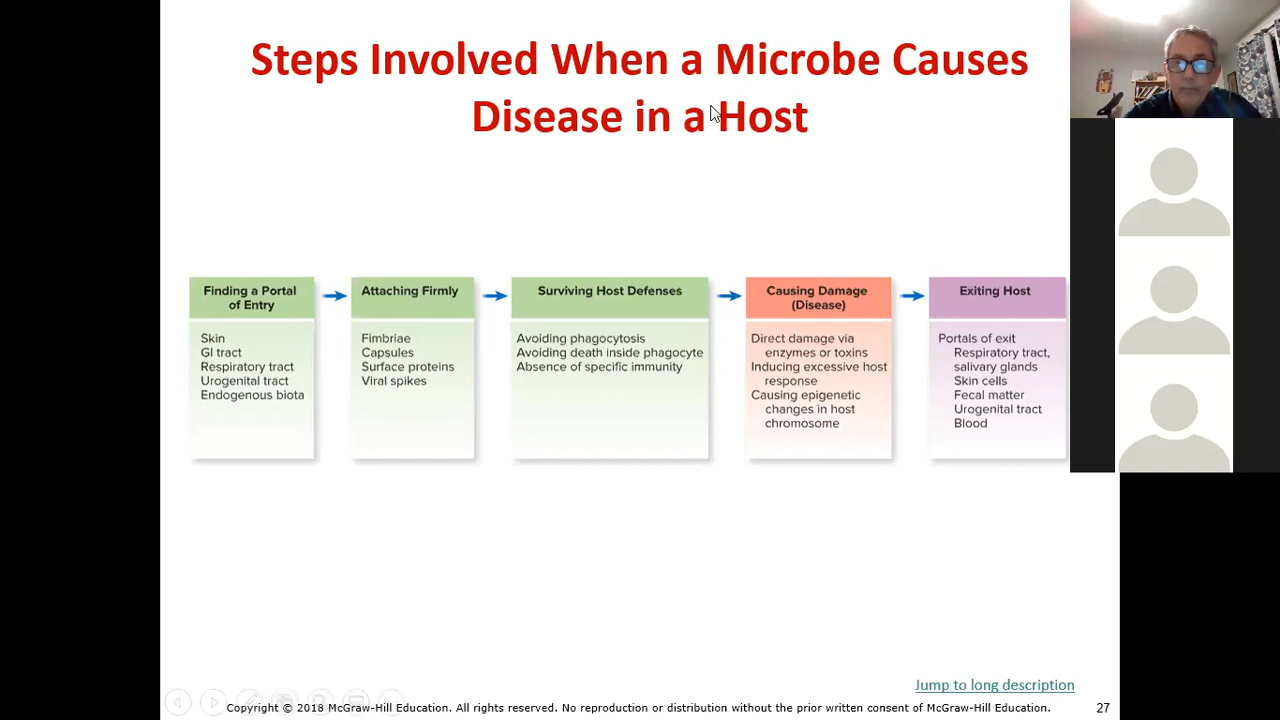 Steps Involved When a Microbe Causes
Disease in a Host
Finding a Portal
of Entry
Skin
GI tract
Respiratory tract
Urogenital tract
Endogenous biota
Attaching Firmly
Fimbriae
Capsules
Surface proteins
Viral spikes
Surviving Host Defenses
Avoiding phagocytosis
Avoiding death inside phagocyte
Absence of specific immunity
Causing Damage
(Disease)
Direct damage via
enzymes or toxins
Inducing excessive host
response
Causing epigenetic
changes in host
chromosome
Exiting Host
Portals of exit
Respiratory tract,
salivary glands
Skin cells
Fecal matter
Urogenital tract
Blood
Jump to long description
Copyright © 2018 McGraw-Hill Education. All rights reserved. No reproduction or distribution without the prior written consent of McGraw-Hill Education.
27